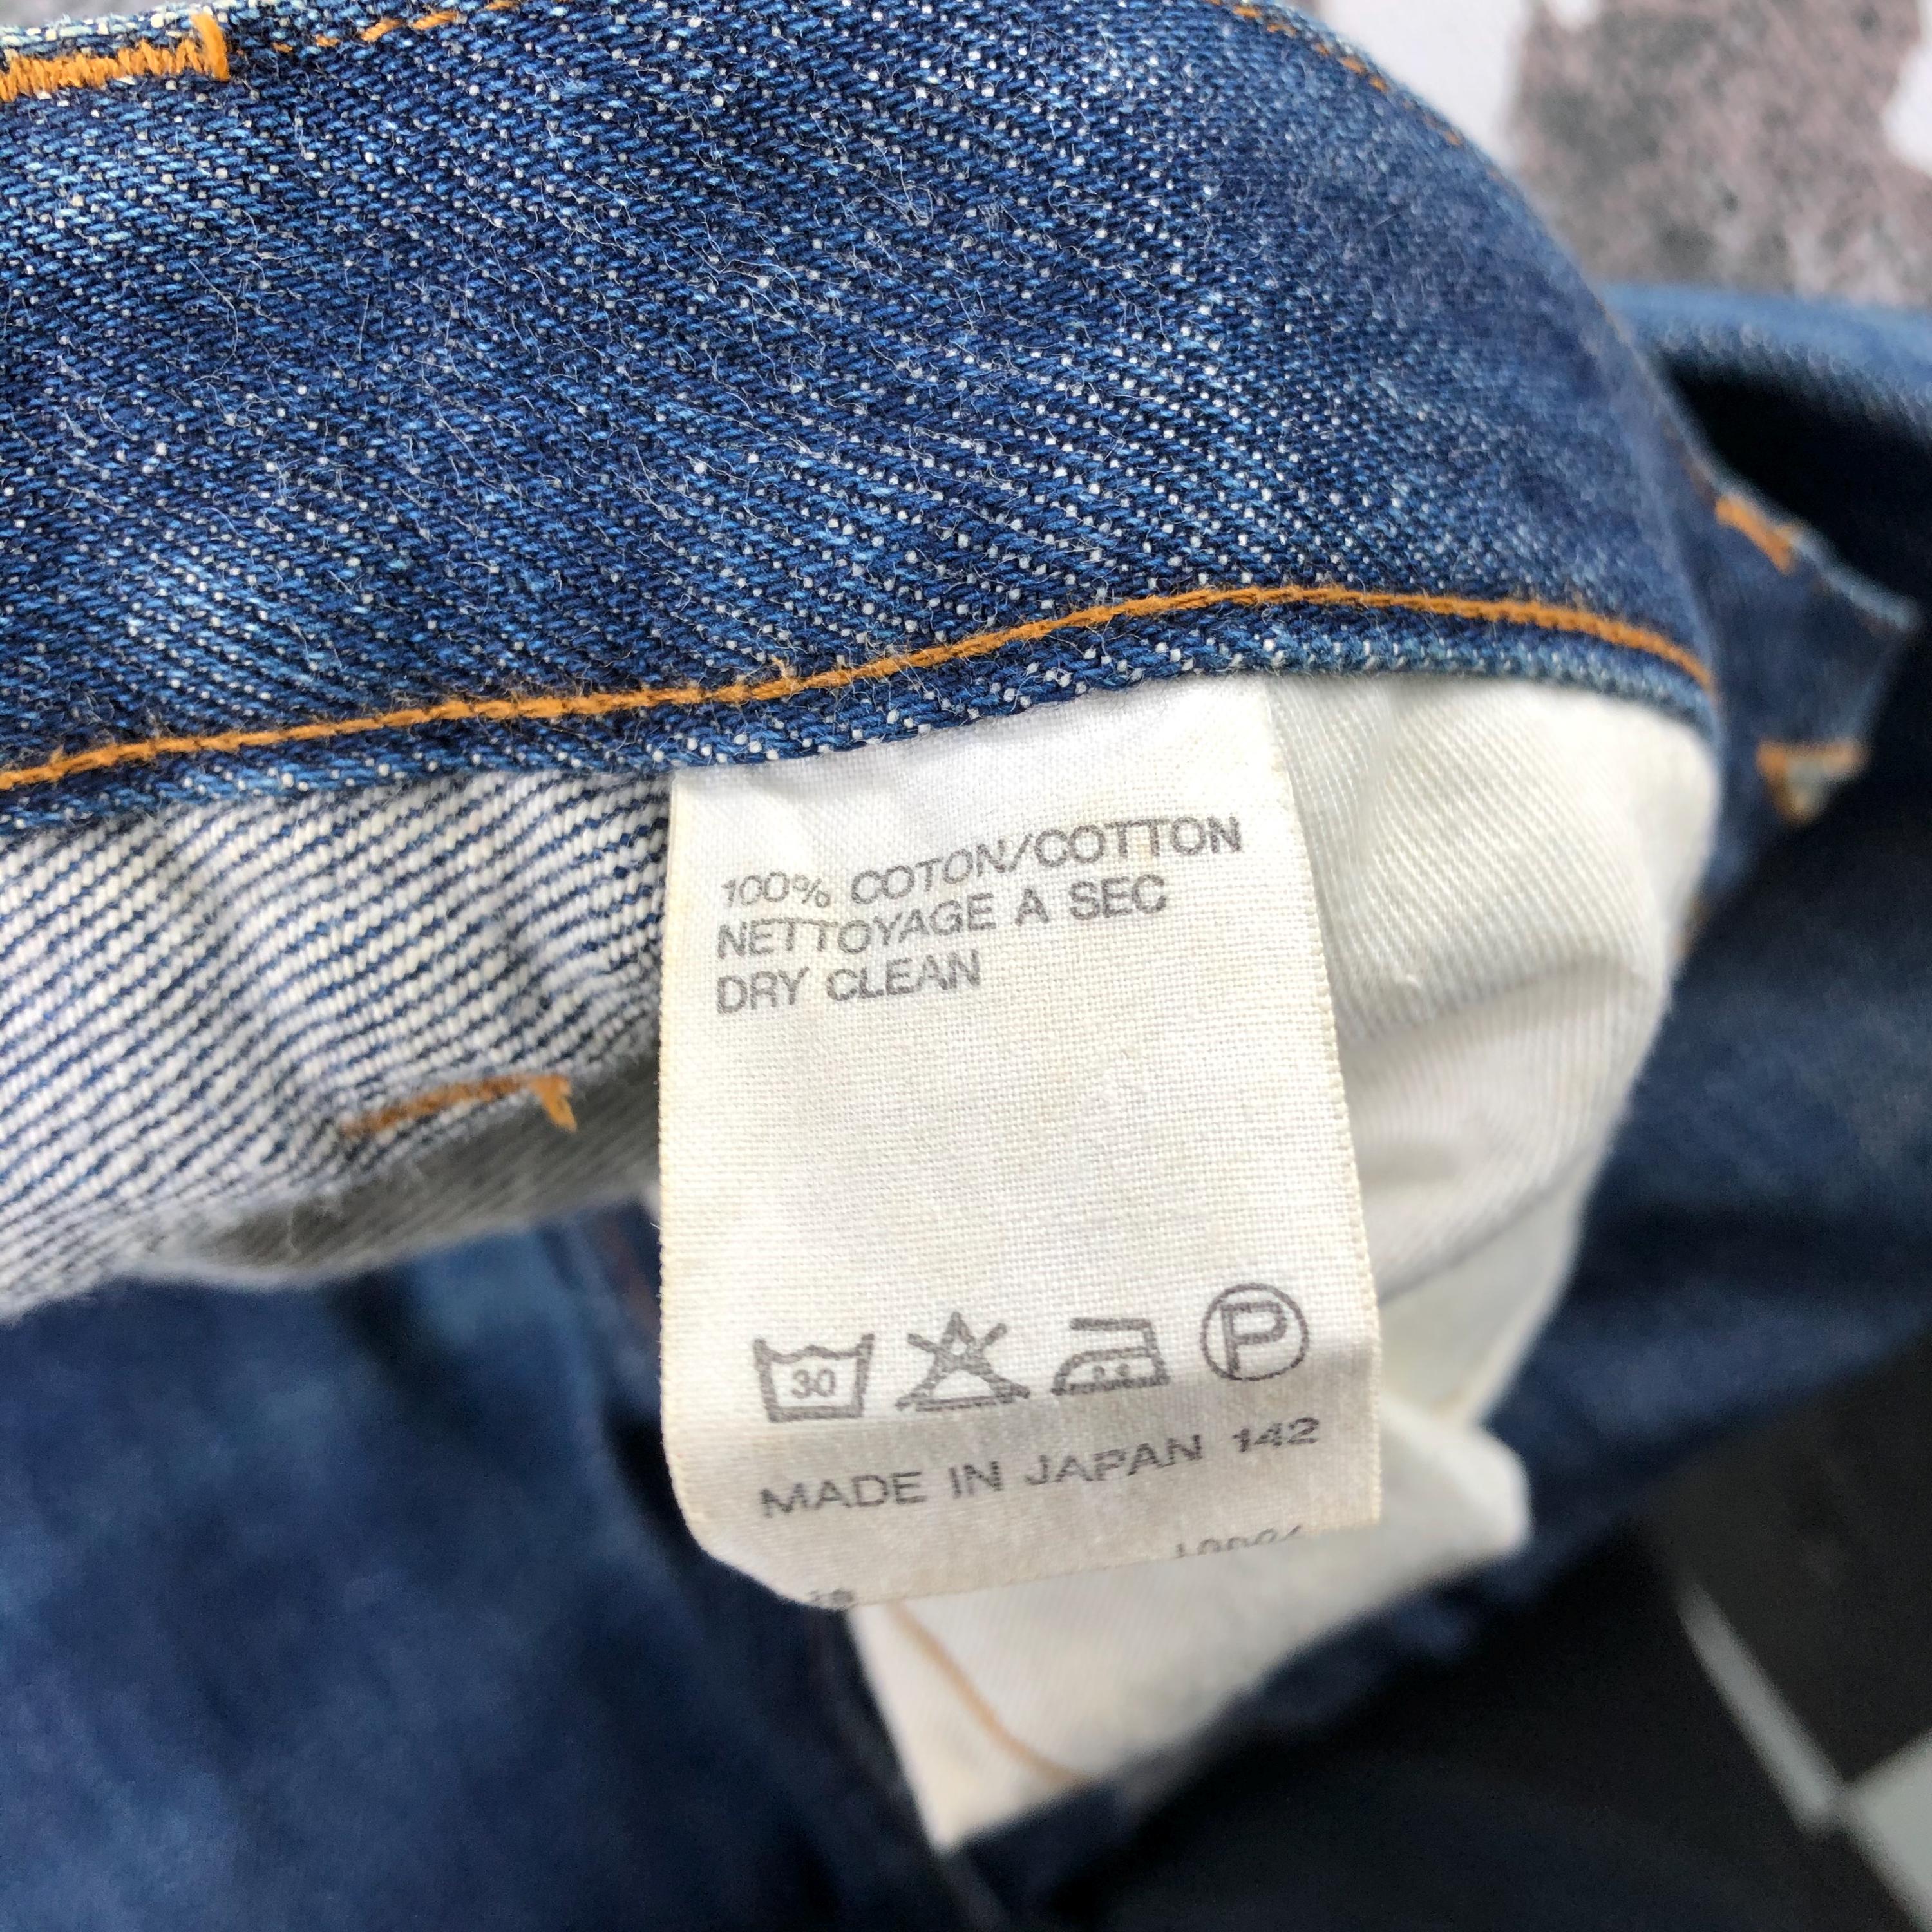 100% COTON/COTTON
NETTOYAGE A SEC
DRY CLEAN
30 P
MADE IN JAPAN 142